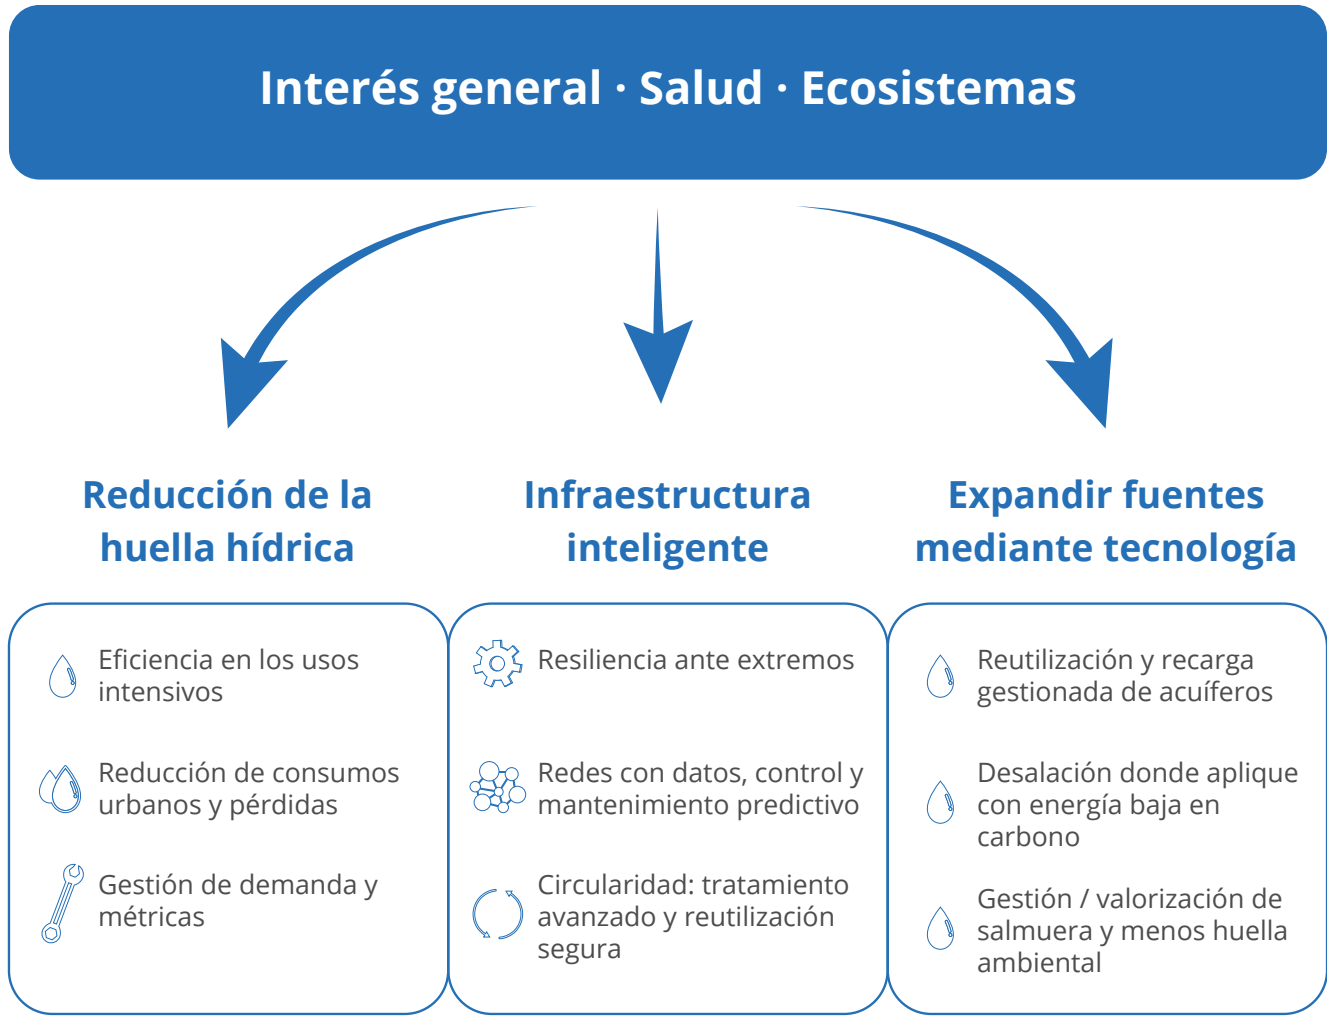 Interés general · Salud · Ecosistemas
Reducción de la
huella hídrica
Eficiencia en los usos
intensivos
Reducción de consumos
urbanos y pérdidas
Gestión de demanda y
métricas
Infraestructura
inteligente
Resiliencia ante extremos
Redes con datos, control y
mantenimiento predictivo
Circularidad: tratamiento
avanzado y reutilización
segura
Expandir fuentes
mediante tecnología
Reutilización y recarga
gestionada de acuíferos
Desalación donde aplique
con energía baja en
carbono
Gestión / valorización de
salmuera y menos huella
ambiental